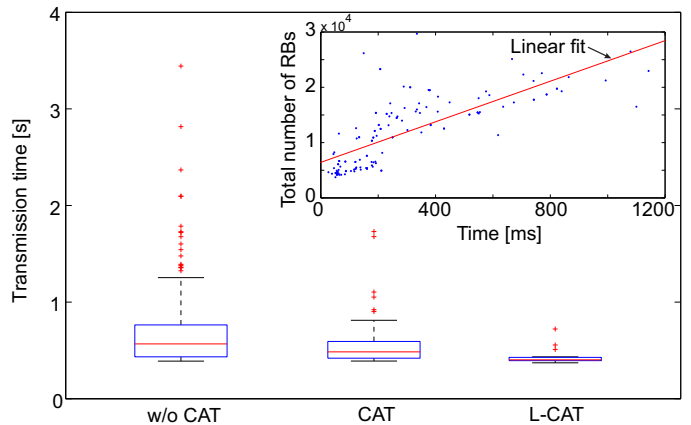 4
3
2
1
0
Transmission time [s]
w/o CAT
CAT
L-CAT
3 x 10^4
2
1
0
Total number of RBs
Linear fit
0
400
800
1200
Time [ms]